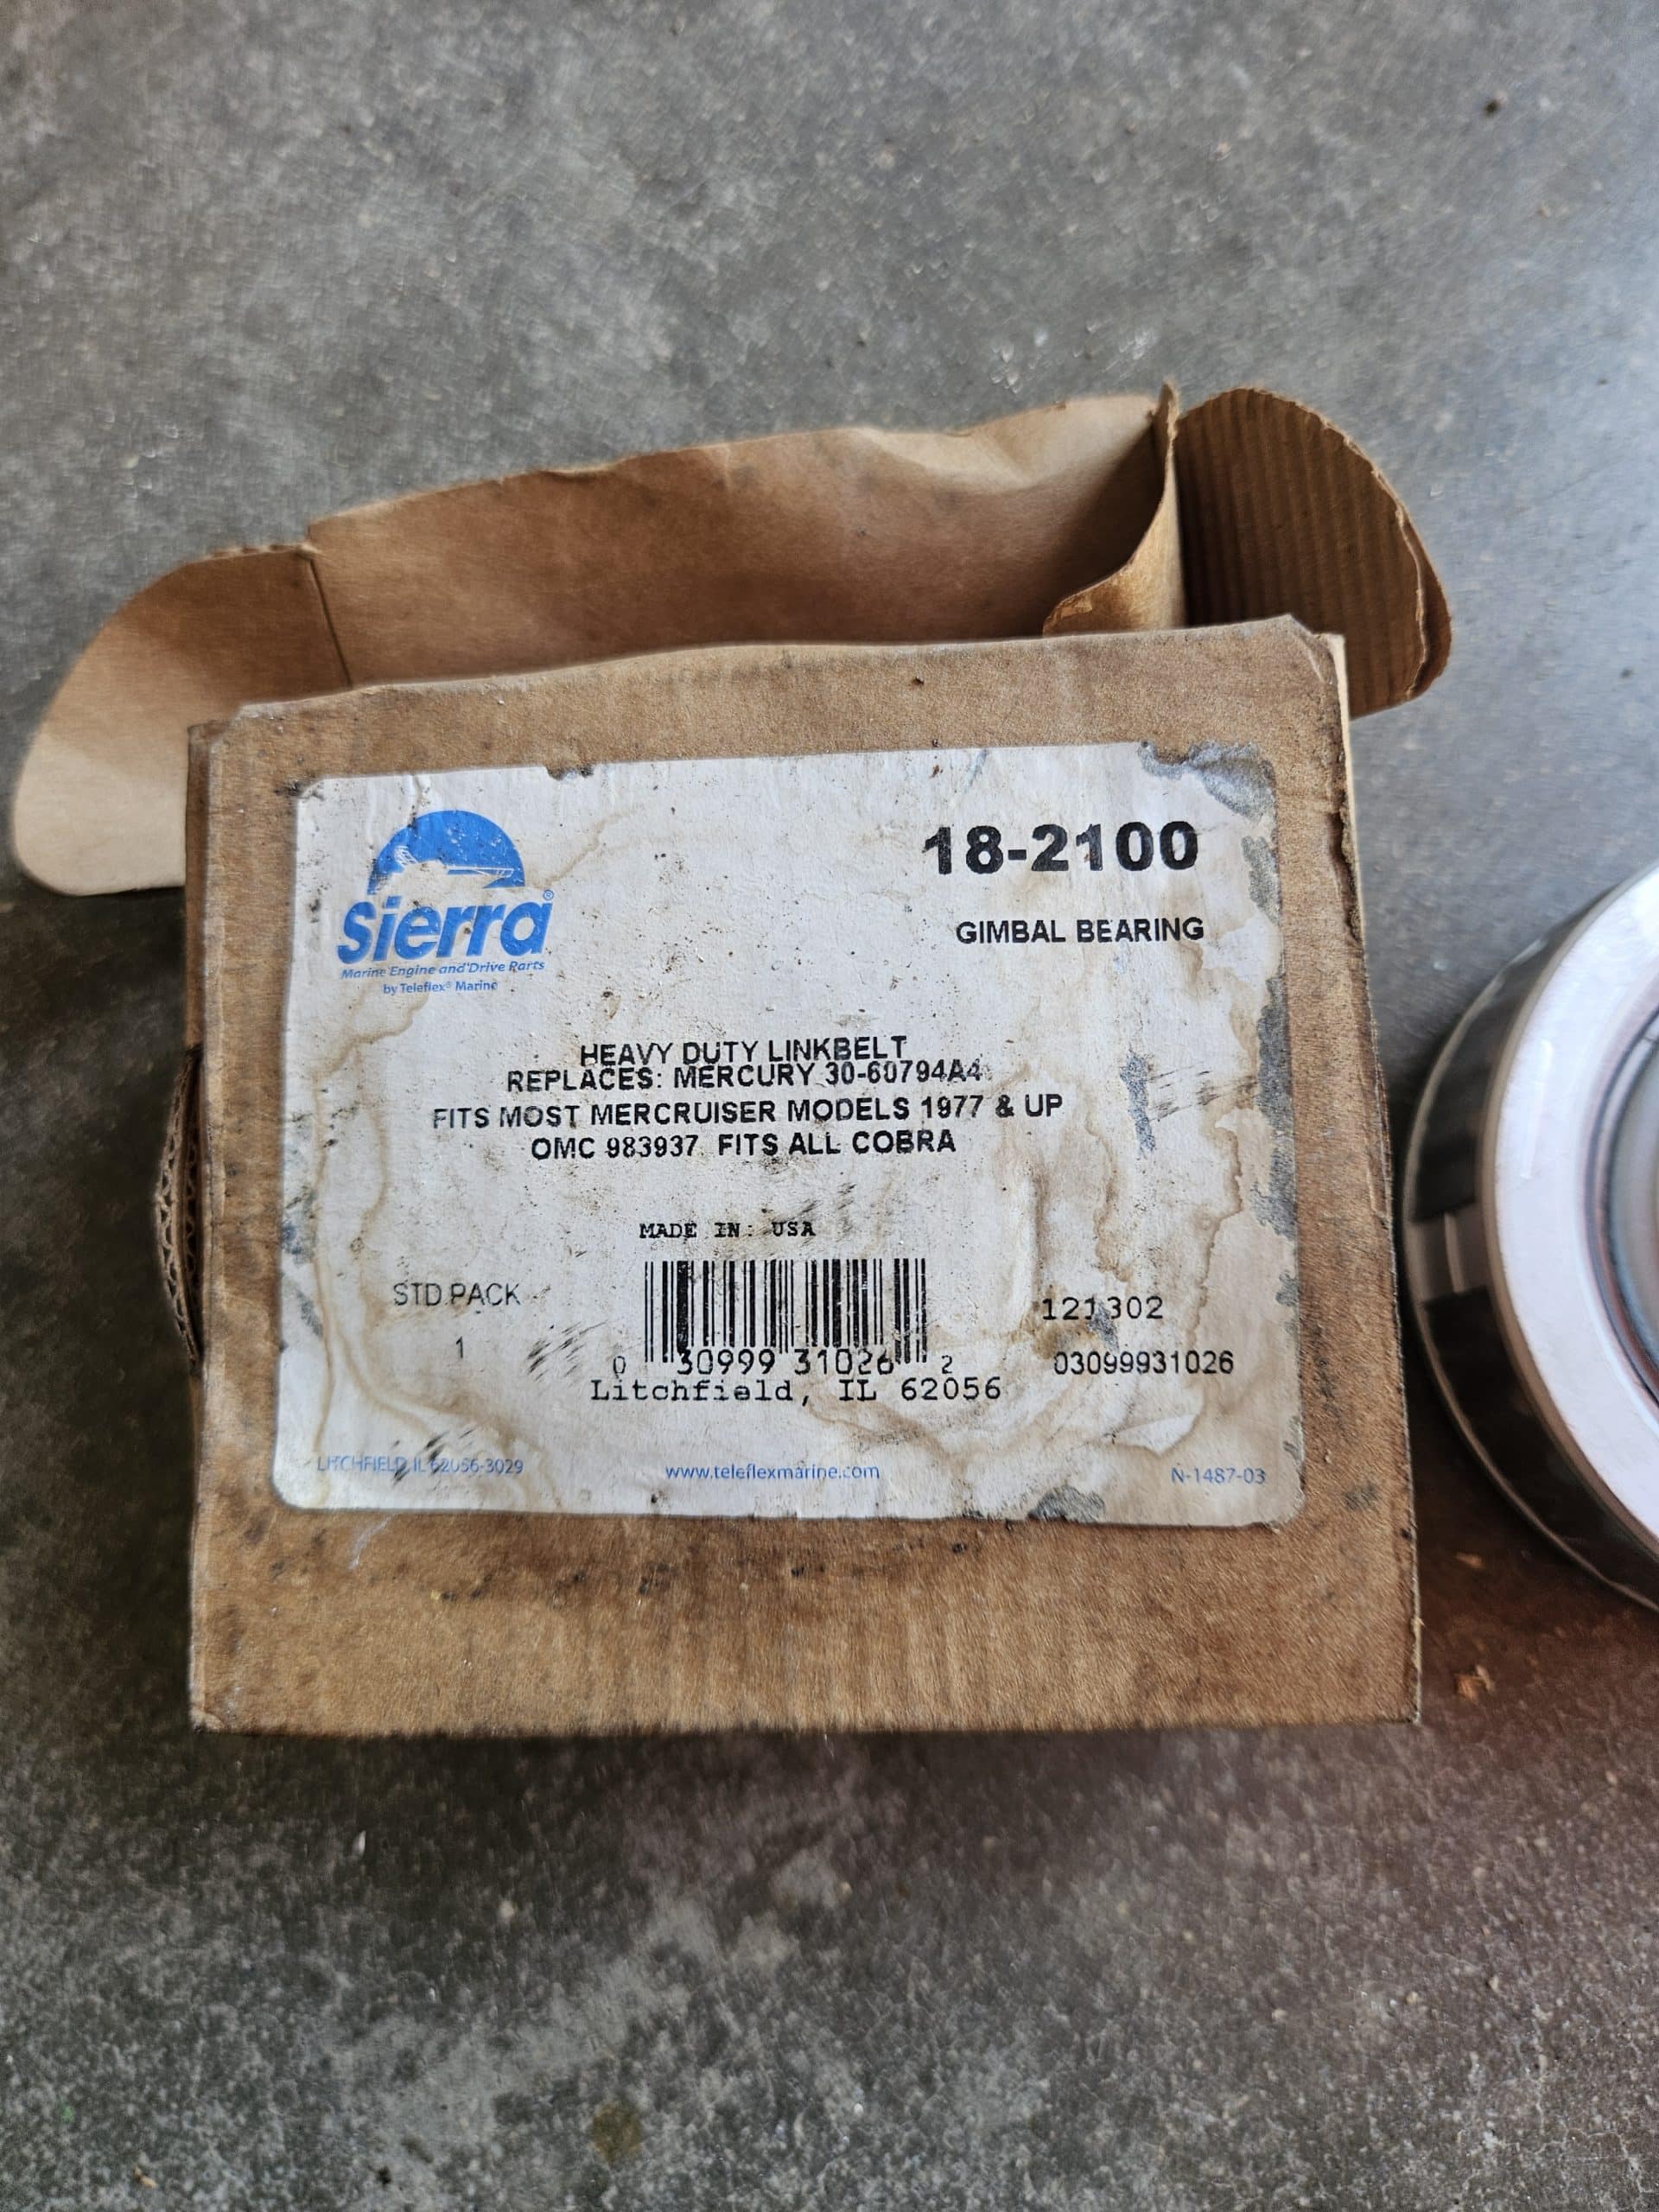 18-2100
Sierra®
GIMBAL BEARING
Marine Engine and Drive Parts
by Teleflex® Marine
HEAVY DUTY LINKBELT
REPLACES: MERCURY 30-60794A4
FITS MOST MERCRUISER MODELS 1977 & UP
OMC 983937 FITS ALL COBRA
MADE IN: USA
STD.PACK
121302
1
0 30999 31026 2
03099931026
Litchfield, IL 62056
LITCHFIELD, IL 62056-3029
www.teleflexmarine.com
N-1487-03